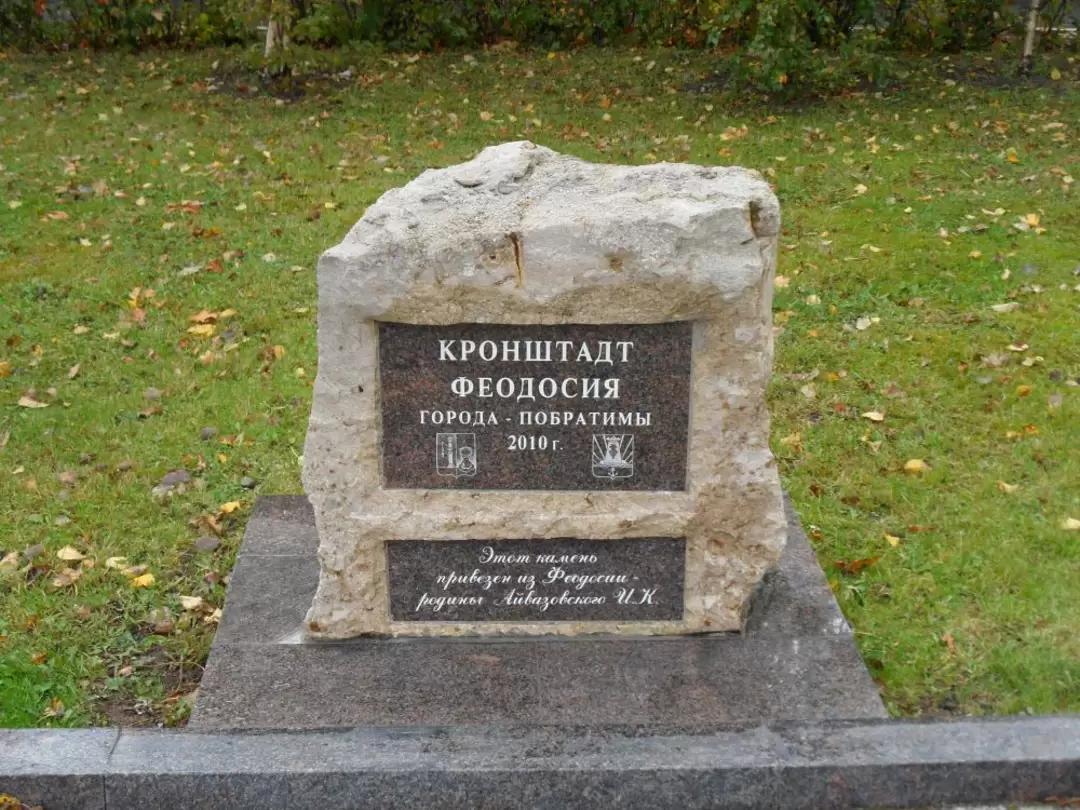 КРОНШТАДТ
ФЕОДОСИЯ
ГОРОДА - ПОБРАТИМЫ
2010 г.
Этот камень
привезен из Феодосии -
родины Айвазовского И.К.